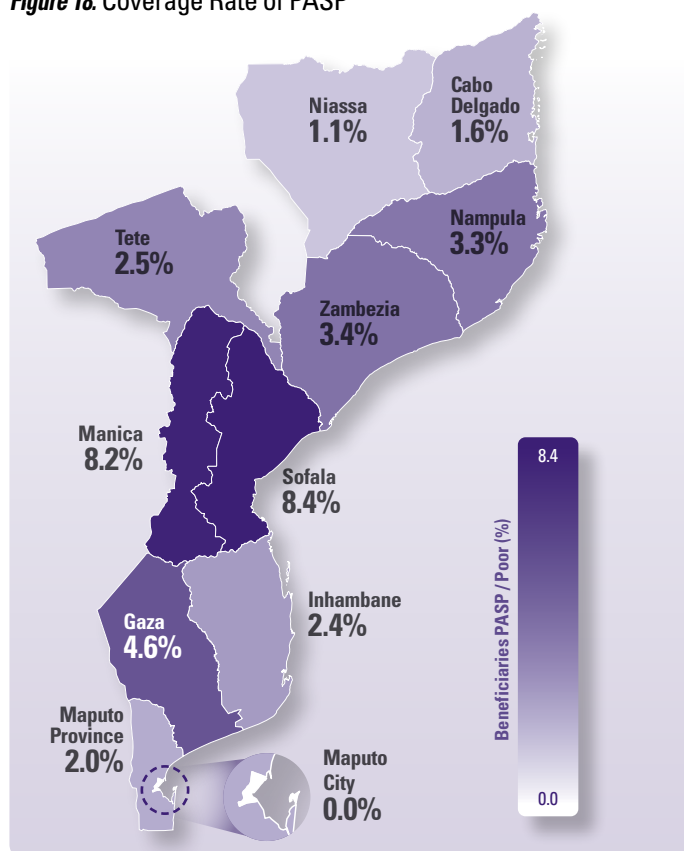 Figure 18. Coverage Rate of PASP
Niassa
1.1%
Cabo
Delgado
1.6%
Nampula
3.3%
Tete
2.5%
Zambezia
3.4%
Manica
8.2%
Sofala
8.4%
Inhambane
2.4%
Gaza
4.6%
Maputo
Province
2.0%
Maputo
City
0.0%
8.4
Beneficiaries PASP / Poor (%)
0.0